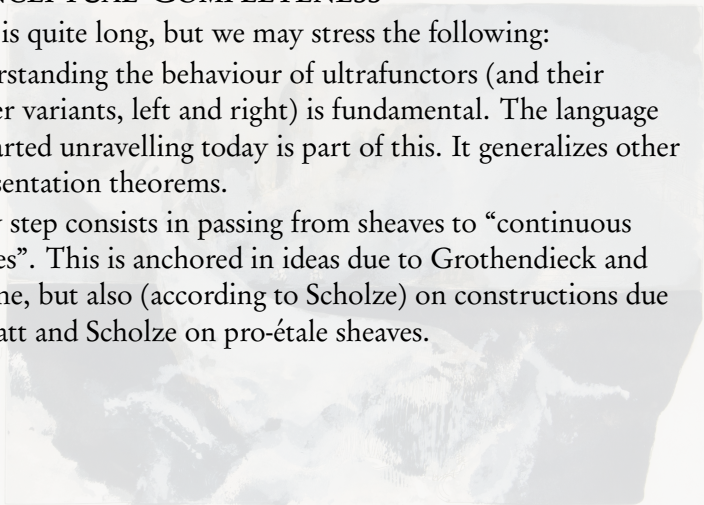 NCEPTUAL COMPLETENESS
is quite long, but we may stress the following:
rstanding the behaviour of ultrafunctors (and their
er variants, left and right) is fundamental. The language
arted unravelling today is part of this. It generalizes other
sentation theorems.
step consists in passing from sheaves to “continuous
es”. This is anchored in ideas due to Grothendieck and
ne, but also (according to Scholze) on constructions due
att and Scholze on pro-étale sheaves.